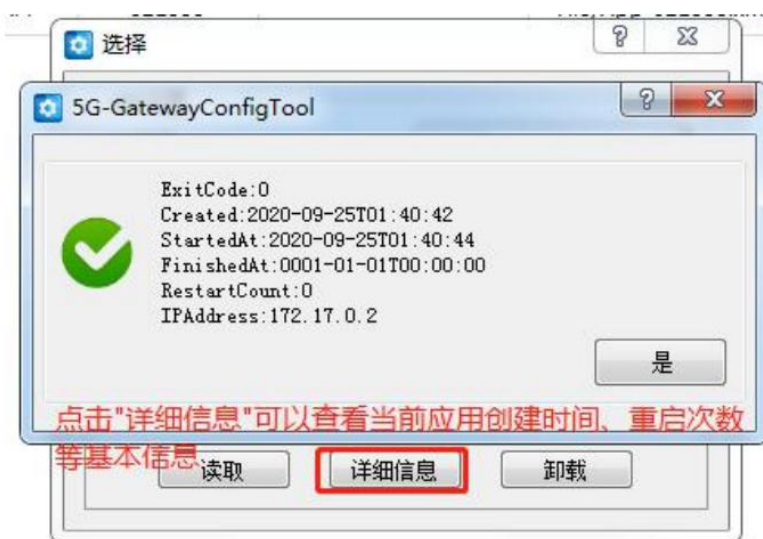 选择
5G-GatewayConfigTool
ExitCode:0
Created:2020-09-25T01:40:42
StartedAt:2020-09-25T01:40:44
FinishedAt:0001-01-01T00:00:00
RestartCount:0
IPAddress:172.17.0.2
是
点击"详细信息"可以查看当前应用创建时间、重启次数
等基本信息
读取 详细信息 卸载